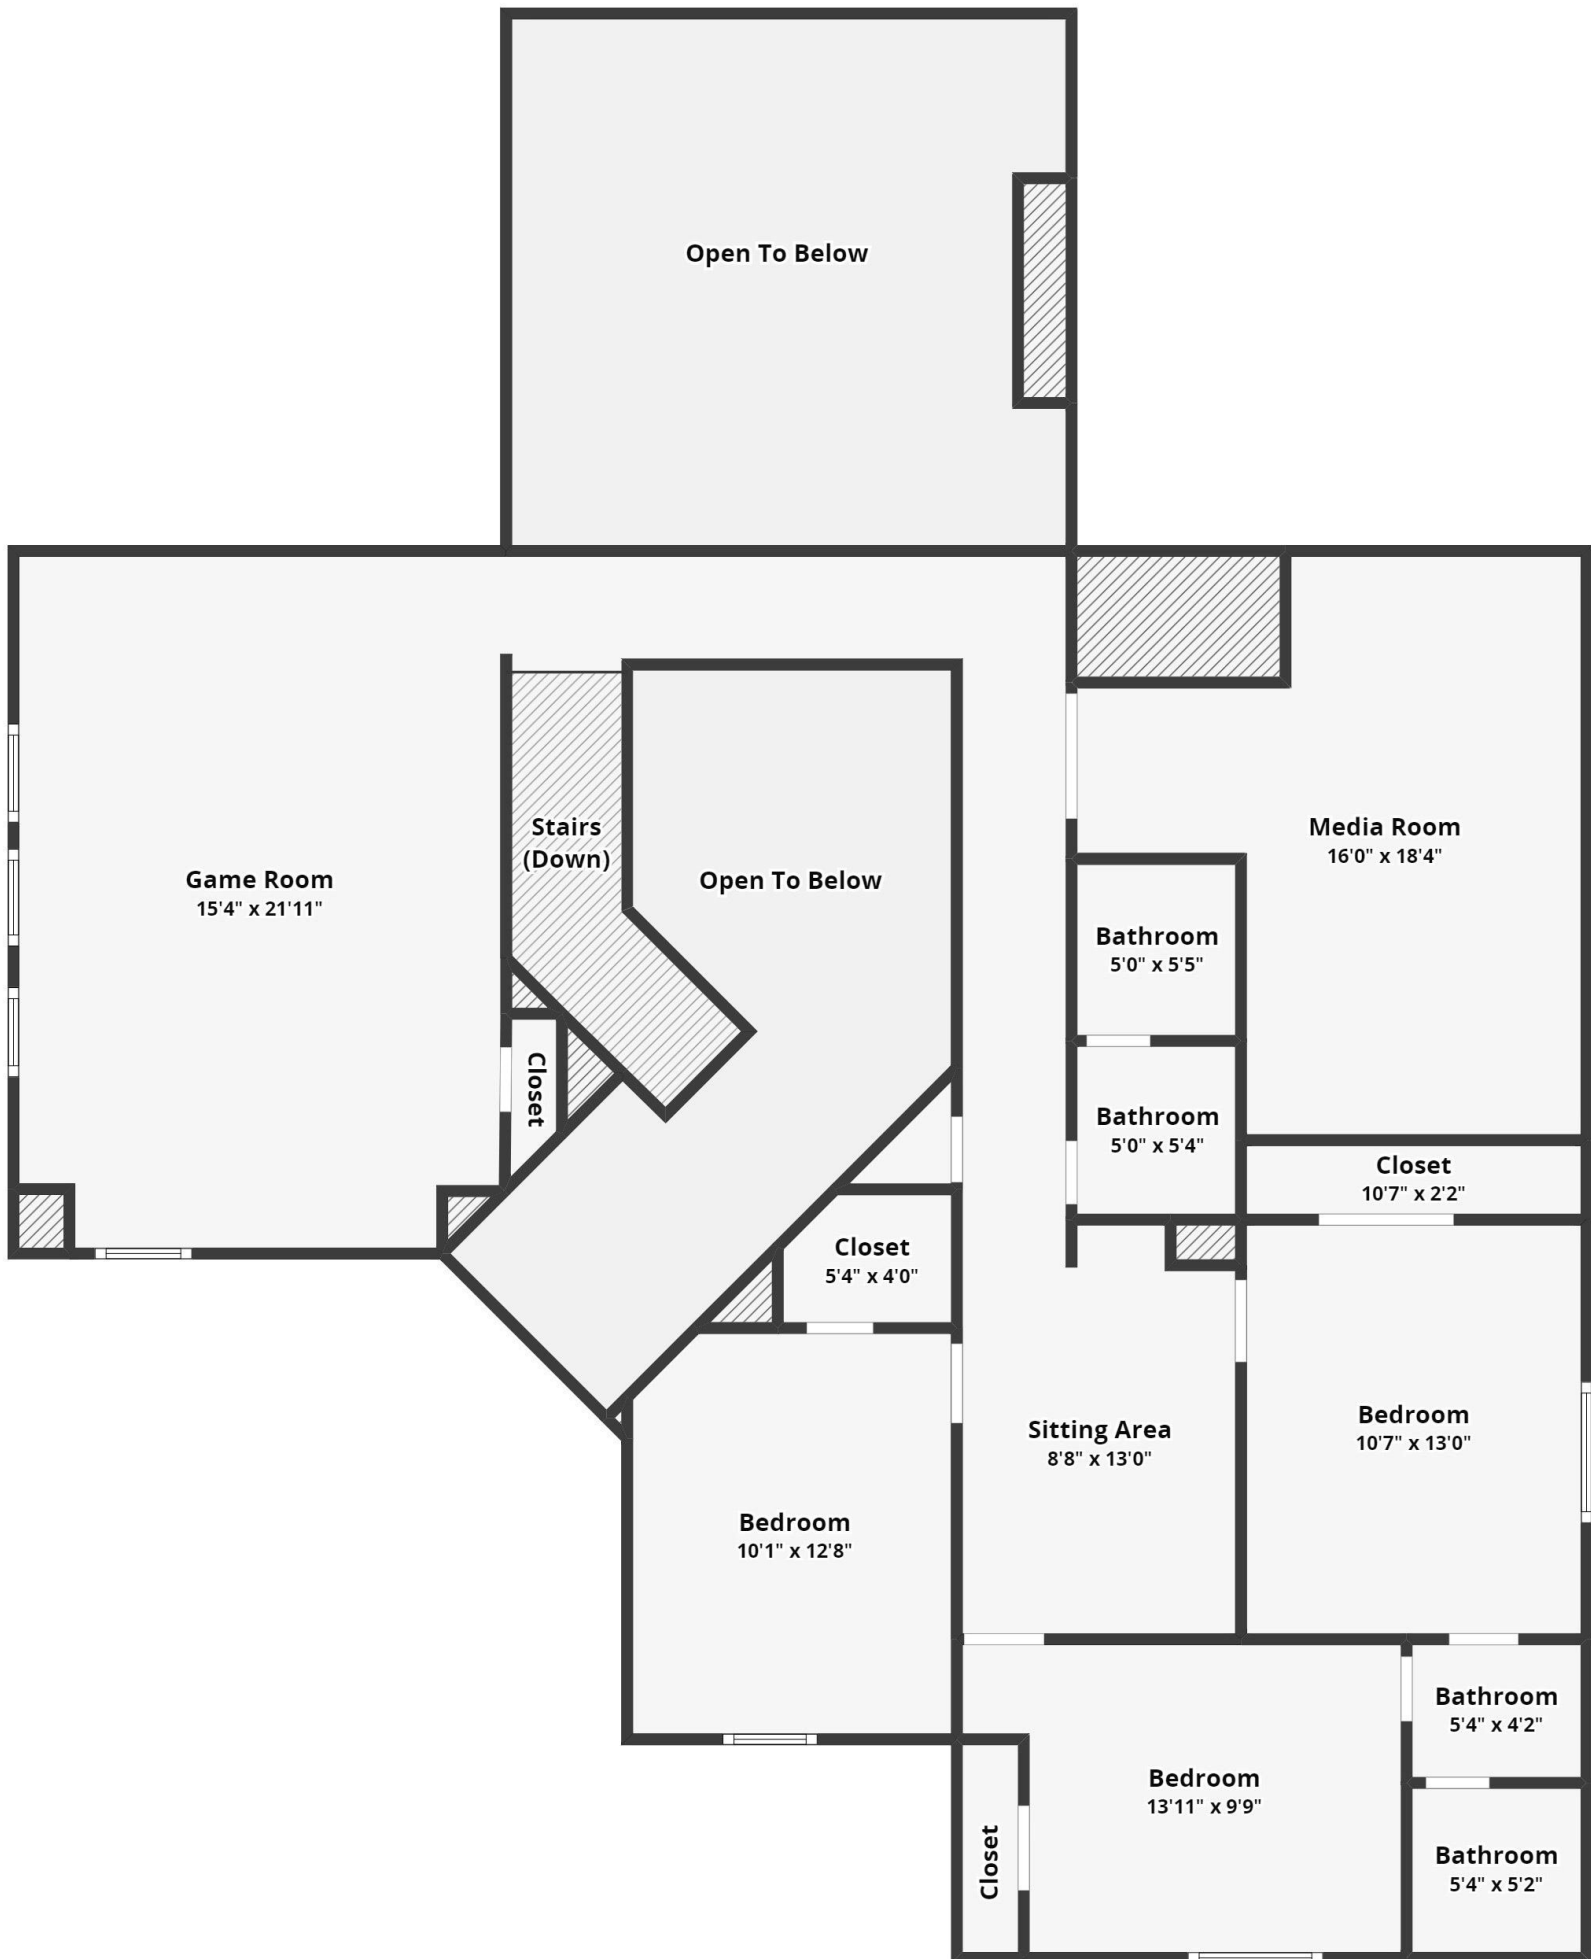 Open To Below
Game Room
15'4" x 21'11"
Stairs
(Down)
Open To Below
Media Room
16'0" x 18'4"
Bathroom
5'0" x 5'5"
Closet
Bathroom
5'0" x 5'4"
Closet
10'7" x 2'2"
Closet
5'4" x 4'0"
Sitting Area
8'8" x 13'0"
Bedroom
10'7" x 13'0"
Bedroom
10'1" x 12'8"
Bathroom
5'4" x 4'2"
Bedroom
13'11" x 9'9"
Closet
Bathroom
5'4" x 5'2"